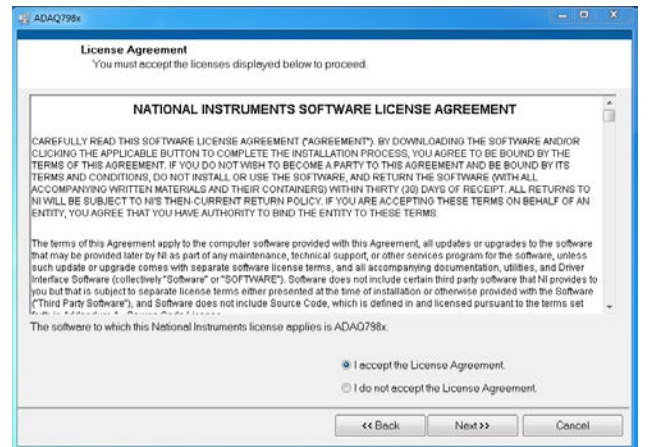 ADAQ798x
License Agreement
You must accept the licenses displayed below to proceed.
NATIONAL INSTRUMENTS SOFTWARE LICENSE AGREEMENT
CAREFULLY READ THIS SOFTWARE LICENSE AGREEMENT ("AGREEMENT"). BY DOWNLOADING THE SOFTWARE AND/OR
CLICKING THE APPLICABLE BUTTON TO COMPLETE THE INSTALLATION PROCESS, YOU AGREE TO BE BOUND BY THE
TERMS OF THIS AGREEMENT. IF YOU DO NOT WISH TO BECOME A PARTY TO THIS AGREEMENT AND BE BOUND BY ITS
TERMS AND CONDITIONS, DO NOT INSTALL OR USE THE SOFTWARE, AND RETURN THE SOFTWARE (WITH ALL
ACCOMPANYING WRITTEN MATERIALS AND THEIR CONTAINERS) WITHIN THIRTY (30) DAYS OF RECEIPT. ALL RETURNS TO
NI WILL BE SUBJECT TO NI'S THEN-CURRENT RETURN POLICY. IF YOU ARE ACCEPTING THESE TERMS ON BEHALF OF AN
ENTITY, YOU AGREE THAT YOU HAVE AUTHORITY TO BIND THE ENTITY TO THESE TERMS.
The terms of this Agreement apply to the computer software provided with this Agreement, all updates or upgrades to the software
that may be provided later by NI as part of any maintenance, technical support, or other services program for the software, unless
such update or upgrade comes with separate software license terms, and all accompanying documentation, utilities, and Driver
Interface Software (collectively "Software" or "SOFTWARE"). Software does not include certain third party software that NI provides to
you but that is subject to separate license terms either presented at the time of installation or otherwise provided with the Software
("Third Party Software"), and Software does not include Source Code, which is defined in and licensed pursuant to the terms set
The software to which this National Instruments license applies is ADAQ798x.
I accept the License Agreement.
I do not accept the License Agreement.
<< Back
Next >>
Cancel